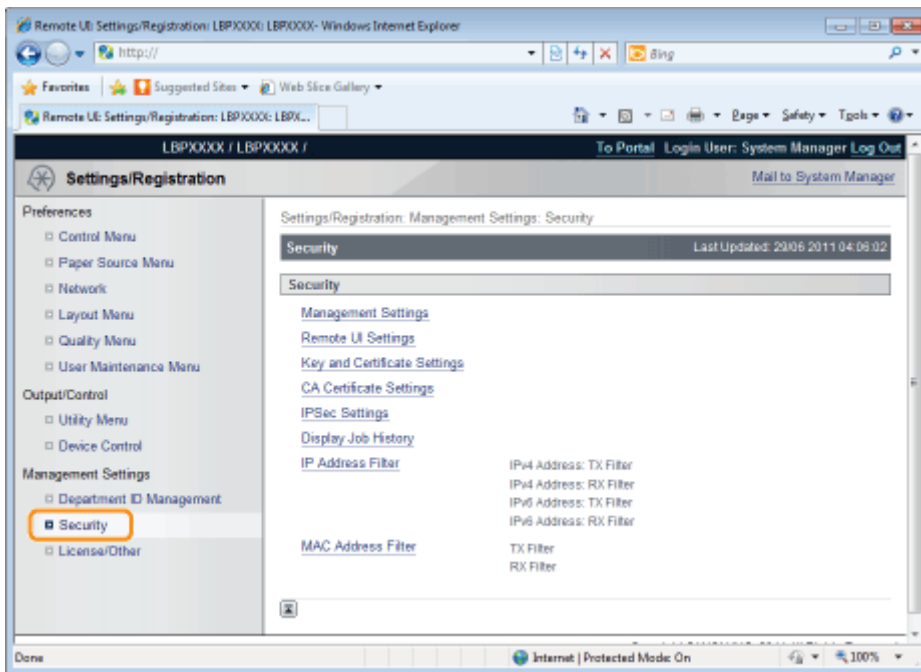 Remote UI: Settings/Registration: LBPXXXX: LBPXXXX- Windows Internet Explorer
http://
Bing
Favorites Suggested Sites Web Slice Gallery
Remote UI: Settings/Registration: LBPXXXX: LBPX... Page Safety Tools
LBPXXXX / LBPXXXX / To Portal Login User: System Manager Log Out
Settings/Registration Mail to System Manager
Preferences
Control Menu
Paper Source Menu
Network
Layout Menu
Quality Menu
User Maintenance Menu
Output/Control
Utility Menu
Device Control
Management Settings
Department ID Management
Security
License/Other
Settings/Registration: Management Settings: Security
Security Last Updated: 29/06 2011 04:06:02
Security
Management Settings
Remote UI Settings
Key and Certificate Settings
CA Certificate Settings
IPSec Settings
Display Job History
IP Address Filter IPv4 Address: TX Filter
IPv4 Address: RX Filter
IPv6 Address: TX Filter
IPv6 Address: RX Filter
MAC Address Filter TX Filter
RX Filter
Done Internet | Protected Mode: On 100%